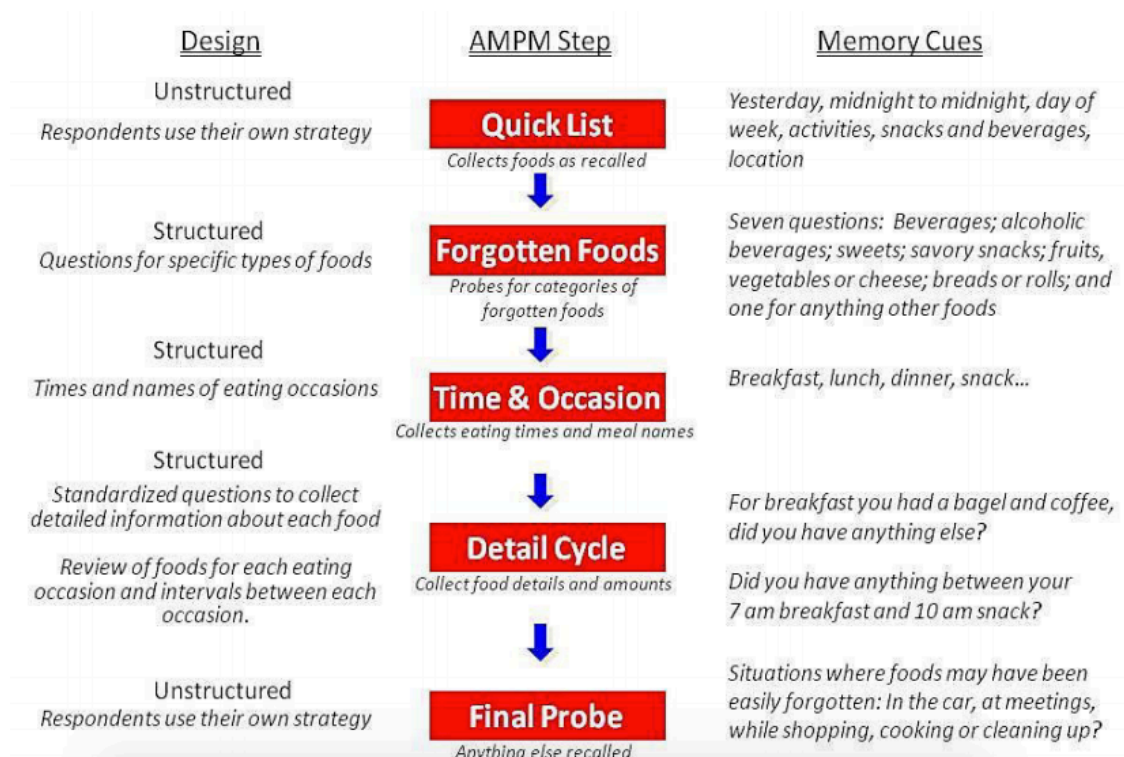 Design
AMPM Step
Memory Cues
Unstructured
Respondents use their own strategy
Quick List
Collects foods as recalled
Yesterday, midnight to midnight, day of
week, activities, snacks and beverages,
location
Structured
Questions for specific types of foods
Forgotten Foods
Probes for categories of
forgotten foods
Seven questions: Beverages; alcoholic
beverages; sweets; savory snacks; fruits,
vegetables or cheese; breads or rolls; and
one for anything other foods
Structured
Times and names of eating occasions
Time & Occasion
Collects eating times and meal names
Breakfast, lunch, dinner, snack...
Structured
Standardized questions to collect
detailed information about each food
Review of foods for each eating
occasion and intervals between each
occasion.
Detail Cycle
Collect food details and amounts
For breakfast you had a bagel and coffee,
did you have anything else?
Did you have anything between your
7 am breakfast and 10 am snack?
Unstructured
Respondents use their own strategy
Final Probe
Anything else recalled
Situations where foods may have been
easily forgotten: In the car, at meetings,
while shopping, cooking or cleaning up?